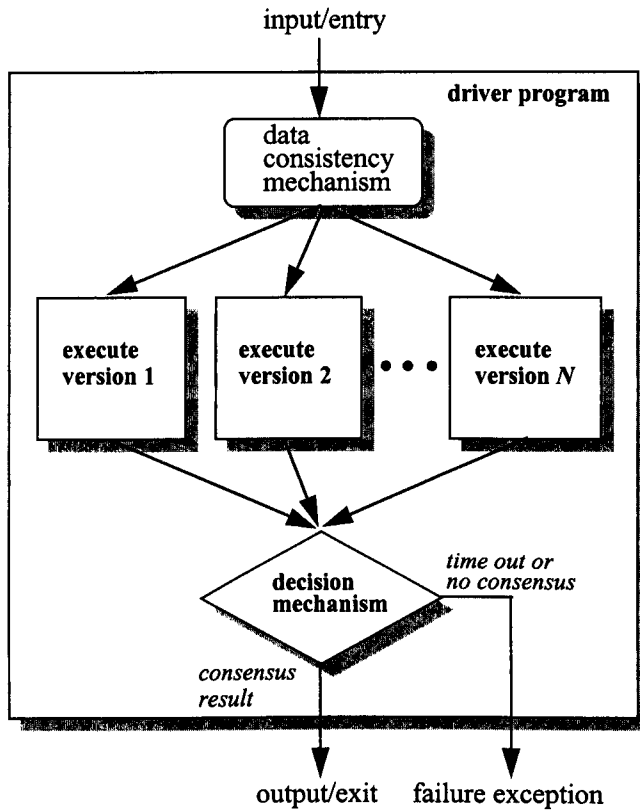 input/entry
driver program
data
consistency
mechanism
execute
version 1
execute
version 2
execute
version N
time out or
no consensus
decision
mechanism
consensus
result
output/exit
failure exception